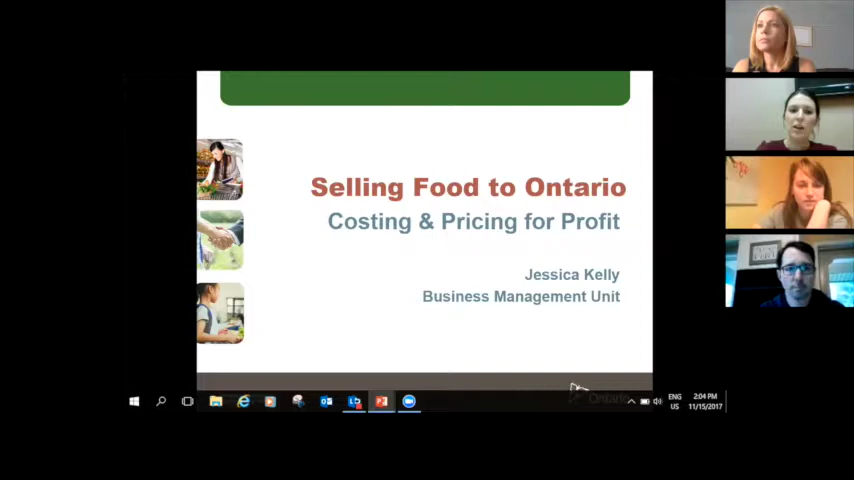 Selling Food to Ontario
Costing & Pricing for Profit
Jessica Kelly
Business Management Unit
Ontario
ENG
US
2:04 PM
11/15/2017